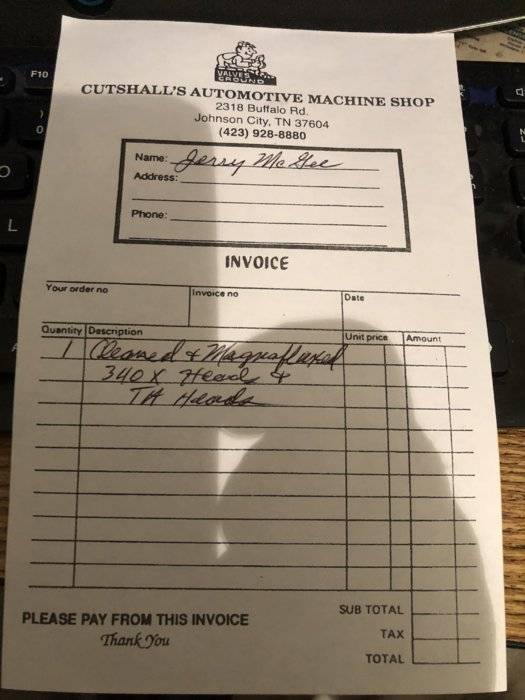 F10
VALVES
GROUND
CUTSHALL'S AUTOMOTIVE MACHINE SHOP
2318 Buffalo Rd.
Johnson City, TN 37604
(423) 928-8880
Name: Jerry McGee
Address:
Phone:
INVOICE
Your order no Invoice no Date
Quantity Description Unit price Amount
1 Cleaned & Magnafluxed
340 X Heads &
TA Heads
SUB TOTAL
PLEASE PAY FROM THIS INVOICE
TAX
Thank You
TOTAL
O
L